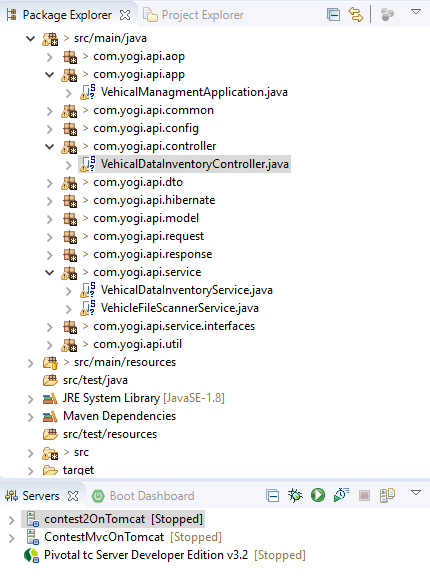 Package Explorer Project Explorer
> src/main/java
> com.yogi.api.aop
> com.yogi.api.app
VehicalManagmentApplication.java
> com.yogi.api.common
> com.yogi.api.config
> com.yogi.api.controller
> VehicalDataInventoryController.java
> com.yogi.api.dto
> com.yogi.api.hibernate
> com.yogi.api.model
> com.yogi.api.request
> com.yogi.api.response
> com.yogi.api.service
VehicalDataInventoryService.java
VehicleFileScannerService.java
> com.yogi.api.service.interfaces
> com.yogi.api.util
> src/main/resources
src/test/java
JRE System Library [JavaSE-1.8]
Maven Dependencies
src/test/resources
> src
target
Servers Boot Dashboard
contest2OnTomcat [Stopped]
ContestMvcOnTomcat [Stopped]
Pivotal tc Server Developer Edition v3.2 [Stopped]